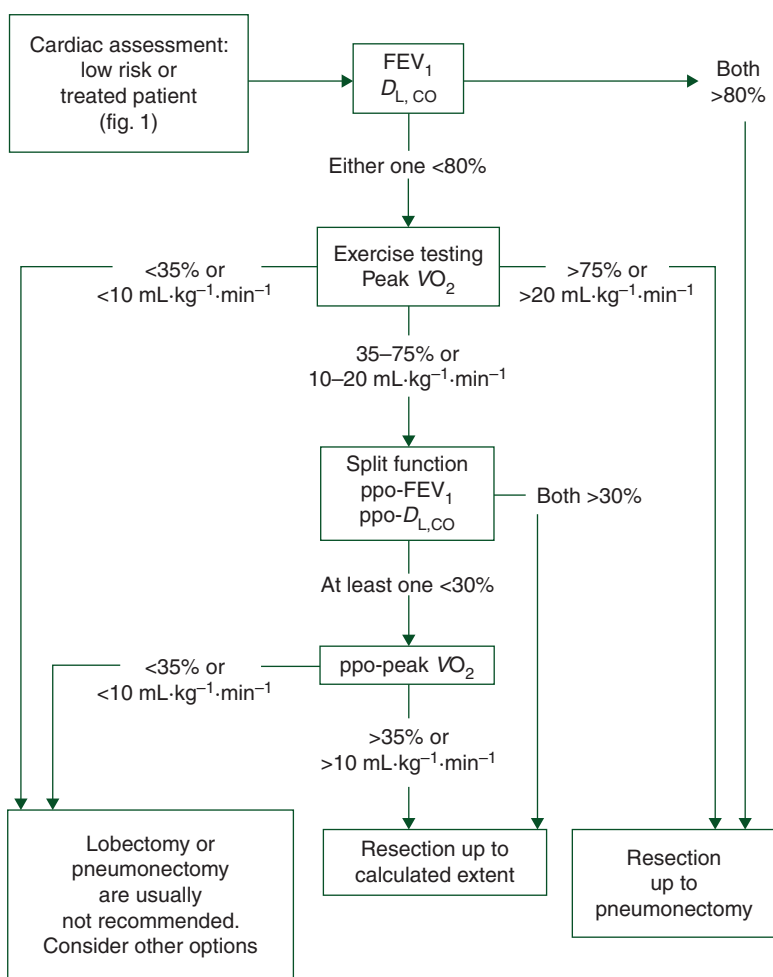 Cardiac assessment:
low risk or
treated patient
(fig. 1)
FEV₁
D_L, CO
Both
>80%
Either one <80%
<35% or
<10 mL·kg⁻¹·min⁻¹
Exercise testing
Peak VO₂
>75% or
>20 mL·kg⁻¹·min⁻¹
35–75% or
10–20 mL·kg⁻¹·min⁻¹
Split function
ppo-FEV₁
ppo-D_L,CO
Both >30%
At least one <30%
<35% or
<10 mL·kg⁻¹·min⁻¹
ppo-peak VO₂
>35% or
>10 mL·kg⁻¹·min⁻¹
Lobectomy or
pneumonectomy
are usually
not recommended.
Consider other options
Resection up to
calculated extent
Resection
up to
pneumonectomy